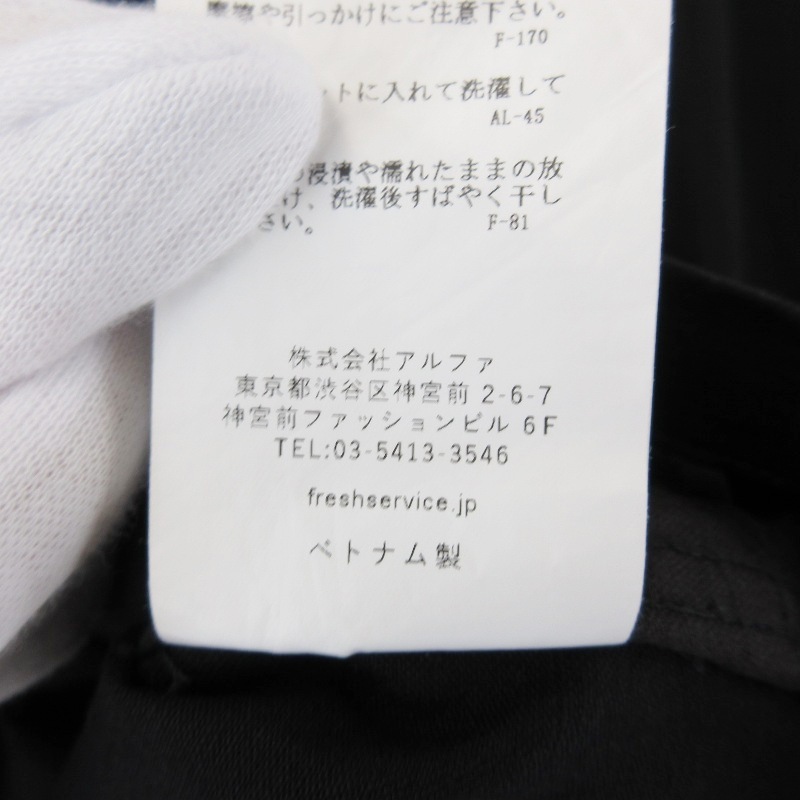 や引っかけにご注意下さい。
F-170
トに入れて洗濯して
AL-45
浸漬や濡れたままの放
け、洗濯後すばやく干し
さい。
F-81
株式会社アルファ
東京都渋谷区神宮前 2-6-7
神宮前ファッションビル 6F
TEL:03-5413-3546
freshservice.jp
ベトナム製